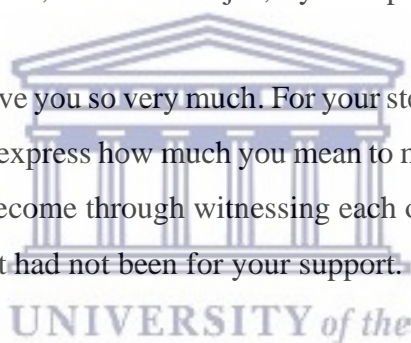 ve you so very much. For your ste
express how much you mean to m
ecome through witnessing each o
t had not been for your support.
UNIVERSITY of the